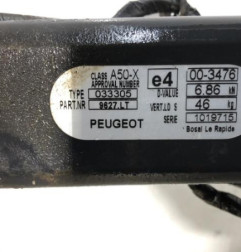 CLASS A50-X e4 00-3476
APPROVAL NUMBER
TYPE 033305 D-VALUE 6,86 kN
PART.NR 9627.LT VERT.LD S 46 kg
PEUGEOT SERIE 1019715
Bosal Le Rapide